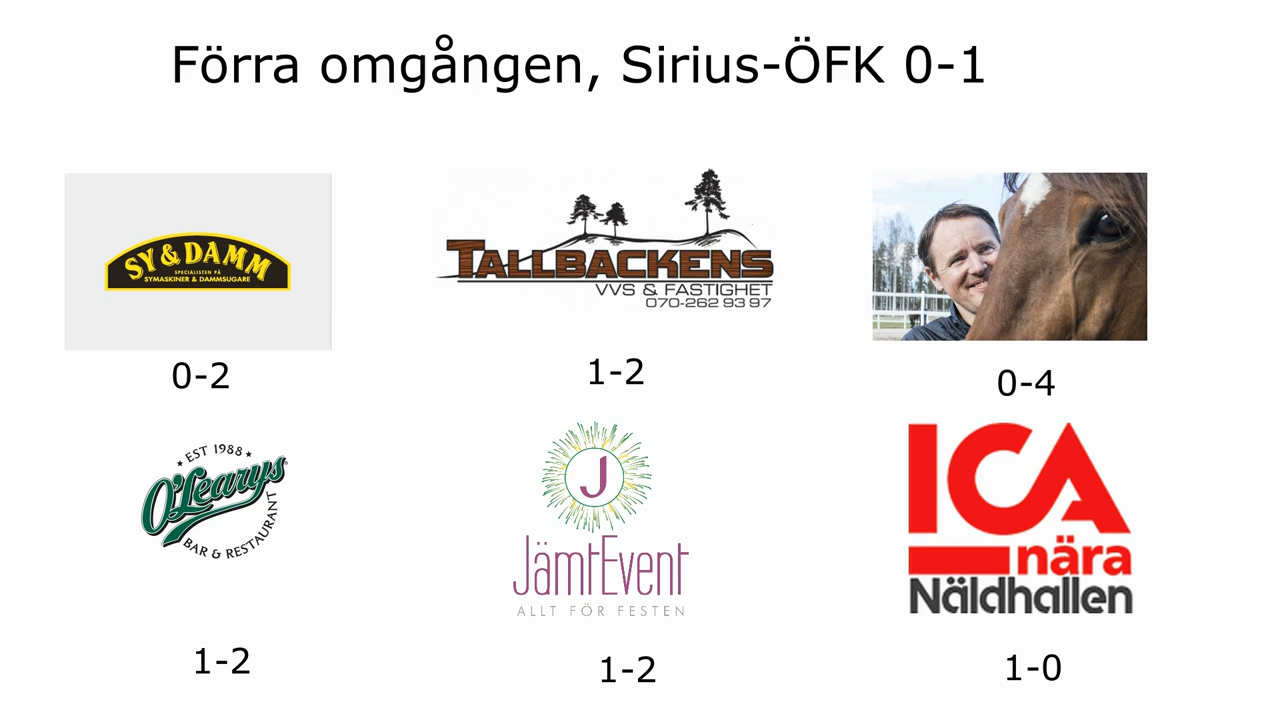 Förra omgången, Sirius-ÖFK 0-1
SY & DAMM
SPECIALISTEN PÅ
SYMASKINER & DAMMSUGARE
0-2
TALLBACKENS
VVS & FASTIGHET
070-262 93 97
1-2
0-4
EST 1988
O'Learys
BAR & RESTAURANT
1-2
J
JämtEvent
ALLT FÖR FESTEN
1-2
ICA
nära
Näldhallen
1-0